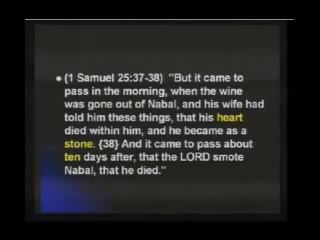 • (1 Samuel 25:37-38) "But it came to
pass in the morning, when the wine
was gone out of Nabal, and his wife had
told him these things, that his heart
died within him, and he became as a
stone. {38} And it came to pass about
ten days after, that the LORD smote
Nabal, that he died."